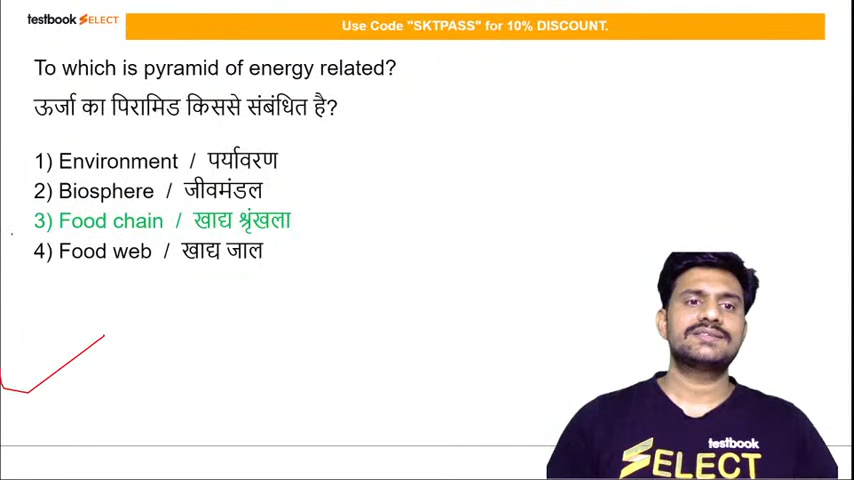 testbook SELECT
Use Code "SKTPASS" for 10% DISCOUNT.
To which is pyramid of energy related?
ऊर्जा का पिरामिड किससे संबंधित है?
1) Environment / पर्यावरण
2) Biosphere / जीवमंडल
3) Food chain / खाद्य श्रृंखला
4) Food web / खाद्य जाल
testbook
SELECT